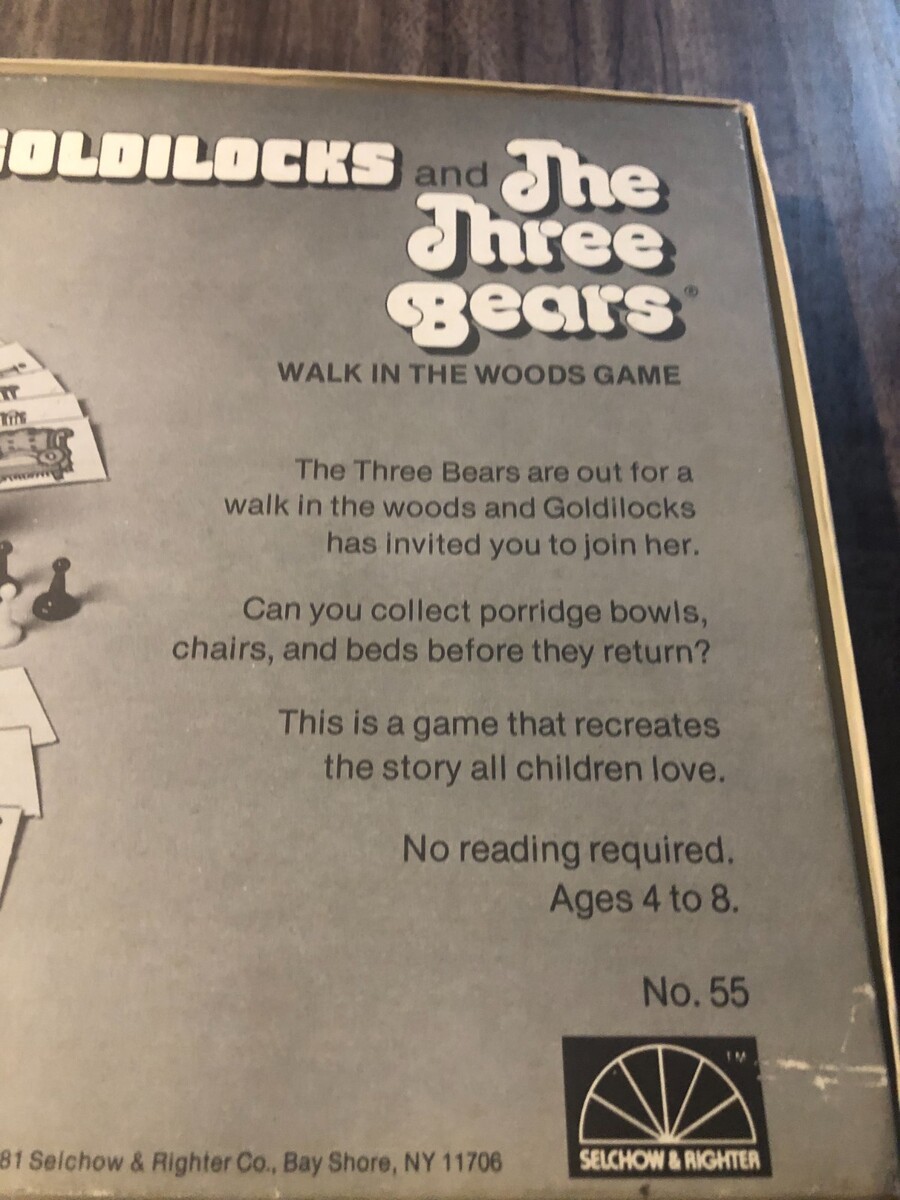 GOLDILOCKS and The
Three
Bears®
WALK IN THE WOODS GAME
The Three Bears are out for a
walk in the woods and Goldilocks
has invited you to join her.
Can you collect porridge bowls,
chairs, and beds before they return?
This is a game that recreates
the story all children love.
No reading required.
Ages 4 to 8.
No. 55
TM
SELCHOW & RIGHTER
81 Selchow & Righter Co., Bay Shore, NY 11706